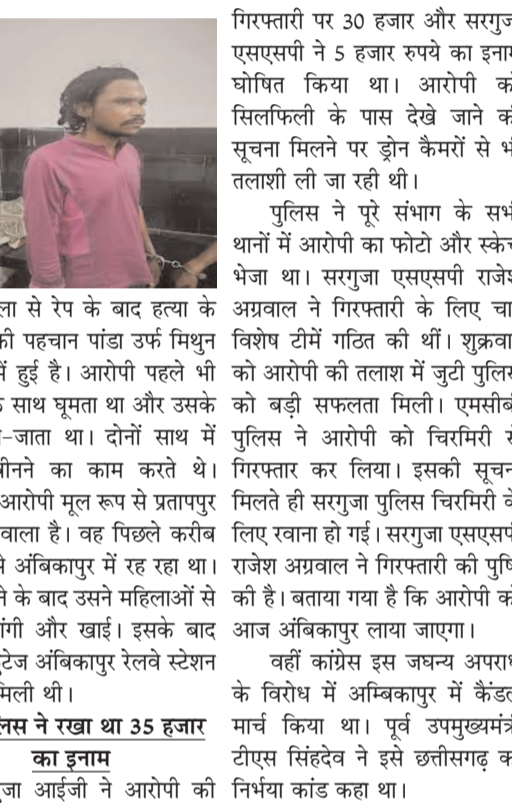 ला से रेप के बाद हत्या के
की पहचान पांडा उर्फ मिथुन
में हुई है। आरोपी पहले भी
साथ घूमता था और उसके
-जाता था। दोनों साथ में
बीनने का काम करते थे।
आरोपी मूल रूप से प्रतापपुर
वाला है। वह पिछले करीब
से अंबिकापुर में रह रहा था।
ने के बाद उसने महिलाओं से
ांगी और खाई। इसके बाद
टेज अंबिकापुर रेलवे स्टेशन
मिली थी।
लिस ने रखा था 35 हजार
का इनाम
जा आईजी ने आरोपी की
गिरफ्तारी पर 30 हजार और सरगुज
एसएसपी ने 5 हजार रुपये का इनाम
घोषित किया था। आरोपी को
सिलफिली के पास देखे जाने की
सूचना मिलने पर ड्रोन कैमरों से भ
तलाशी ली जा रही थी।
पुलिस ने पूरे संभाग के सभ
थानों में आरोपी का फोटो और स्केच
भेजा था। सरगुजा एसएसपी राजेश
अग्रवाल ने गिरफ्तारी के लिए चा
विशेष टीमें गठित की थीं। शुक्रवा
को आरोपी की तलाश में जुटी पुलिस
को बड़ी सफलता मिली। एमसीबी
पुलिस ने आरोपी को चिरमिरी से
गिरफ्तार कर लिया। इसकी सूचन
मिलते ही सरगुजा पुलिस चिरमिरी के
लिए रवाना हो गई। सरगुजा एसएसपी
राजेश अग्रवाल ने गिरफ्तारी की पुष्टि
की है। बताया गया है कि आरोपी को
आज अंबिकापुर लाया जाएगा।
वहीं कांग्रेस इस जघन्य अपराध
के विरोध में अम्बिकापुर में कैंडल
मार्च किया था। पूर्व उपमुख्यमंत्री
टीएस सिंहदेव ने इसे छत्तीसगढ़ क
निर्भया कांड कहा था।